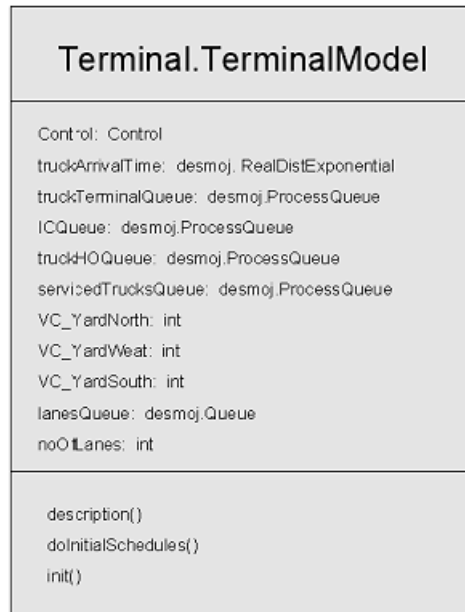 Terminal.TerminalModel
Control: Control
truckArrivalTime: desmoj. RealDistExponential
truckTerminalQueue: desmoj.ProcessQueue
ICQueue: desmoj.ProcessQueue
truckHOQueue: desmoj.ProcessQueue
servicedTrucksQueue: desmoj.ProcessQueue
VC_YardNorth: int
VC_YardWeat: int
VC_YardSouth: int
lanesQueue: desmoj.Queue
noOfLanes: int
description()
doInitialSchedules()
init()